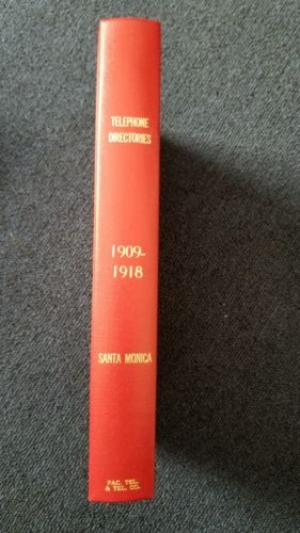 TELEPHONE
DIRECTORIES
1909-
1918
SANTA MONICA
PAC. TEL.
& TEL. CO.